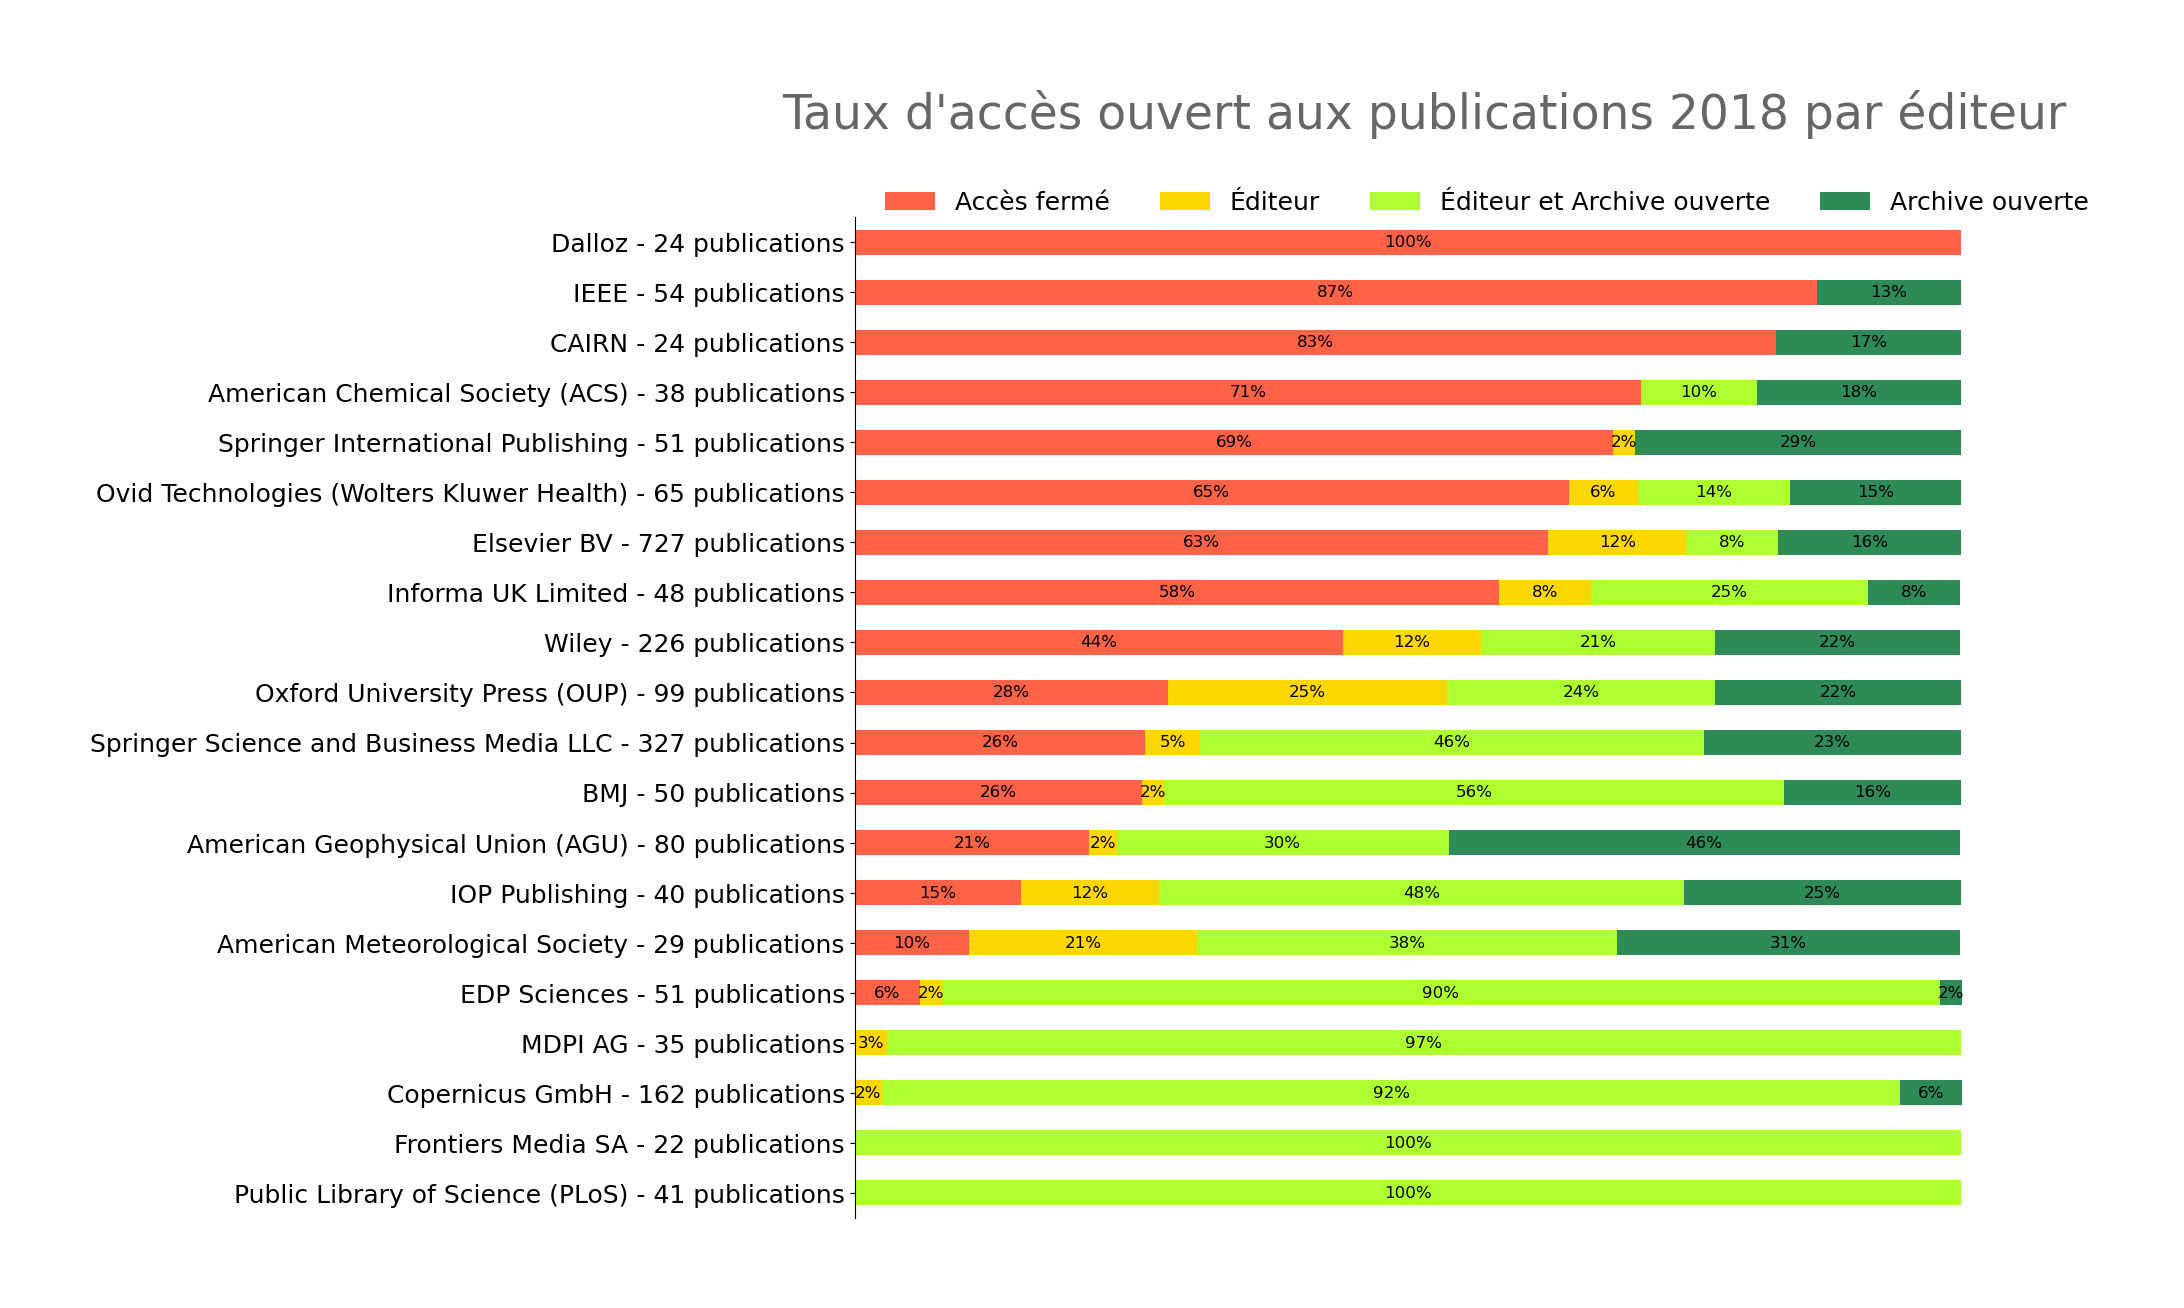 Taux d'accès ouvert aux publications 2018 par éditeur
Accès fermé Éditeur Éditeur et Archive ouverte Archive ouverte
Dalloz - 24 publications 100%
IEEE - 54 publications 87% 13%
CAIRN - 24 publications 83% 17%
American Chemical Society (ACS) - 38 publications 71% 10% 18%
Springer International Publishing - 51 publications 69% 2% 29%
Ovid Technologies (Wolters Kluwer Health) - 65 publications 65% 6% 14% 15%
Elsevier BV - 727 publications 63% 12% 8% 16%
Informa UK Limited - 48 publications 58% 8% 25% 8%
Wiley - 226 publications 44% 12% 21% 22%
Oxford University Press (OUP) - 99 publications 28% 25% 24% 22%
Springer Science and Business Media LLC - 327 publications 26% 5% 46% 23%
BMJ - 50 publications 26% 2% 56% 16%
American Geophysical Union (AGU) - 80 publications 21% 2% 30% 46%
IOP Publishing - 40 publications 15% 12% 48% 25%
American Meteorological Society - 29 publications 10% 21% 38% 31%
EDP Sciences - 51 publications 6% 2% 90% 2%
MDPI AG - 35 publications 3% 97%
Copernicus GmbH - 162 publications 2% 92% 6%
Frontiers Media SA - 22 publications 100%
Public Library of Science (PLoS) - 41 publications 100%